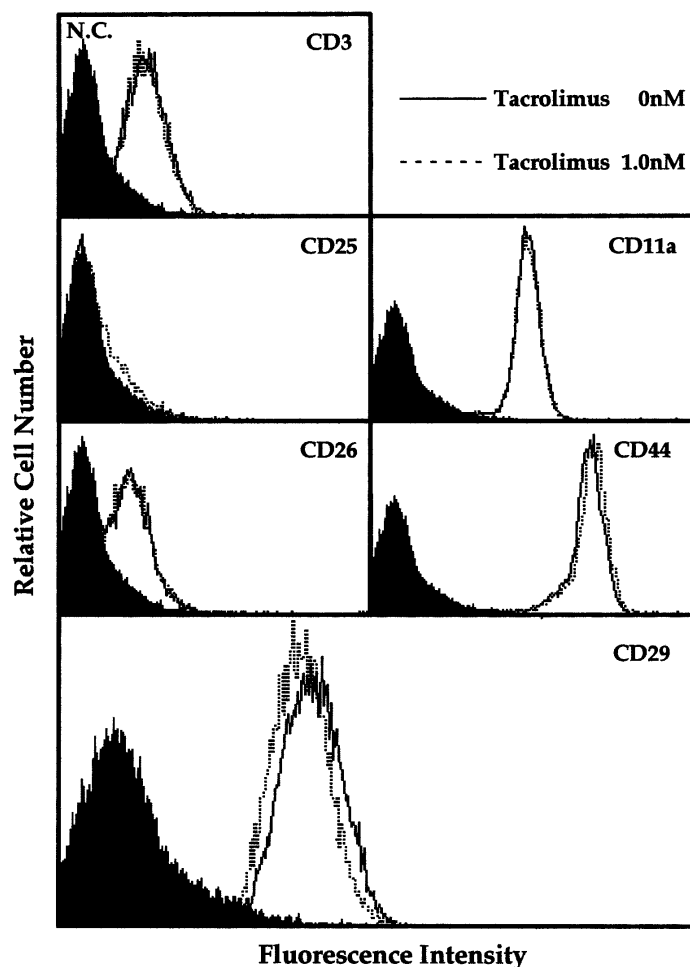 N.C.
CD3
Tacrolimus 0nM
Tacrolimus 1.0nM
CD25
CD11a
CD26
CD44
CD29
Relative Cell Number
Fluorescence Intensity